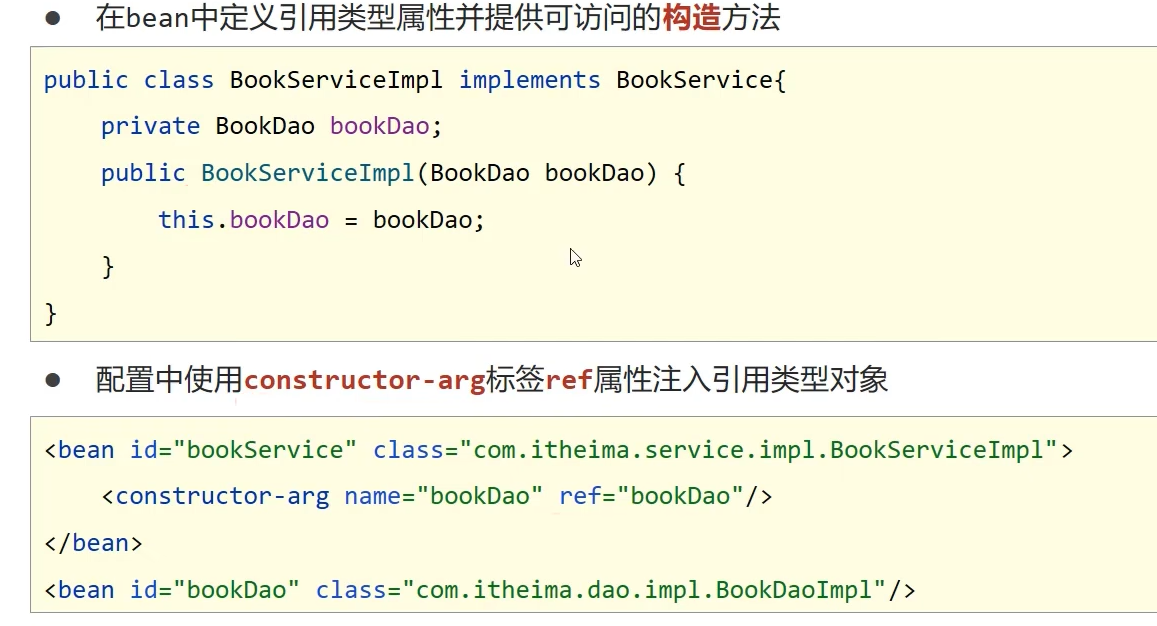 ● 在bean中定义引用类型属性并提供可访问的构造方法
public class BookServiceImpl implements BookService{
    private BookDao bookDao;
    public BookServiceImpl(BookDao bookDao) {
        this.bookDao = bookDao;
    }
}
● 配置中使用constructor-arg标签ref属性注入引用类型对象
<bean id="bookService" class="com.itheima.service.impl.BookServiceImpl">
    <constructor-arg name="bookDao" ref="bookDao"/>
</bean>
<bean id="bookDao" class="com.itheima.dao.impl.BookDaoImpl"/>